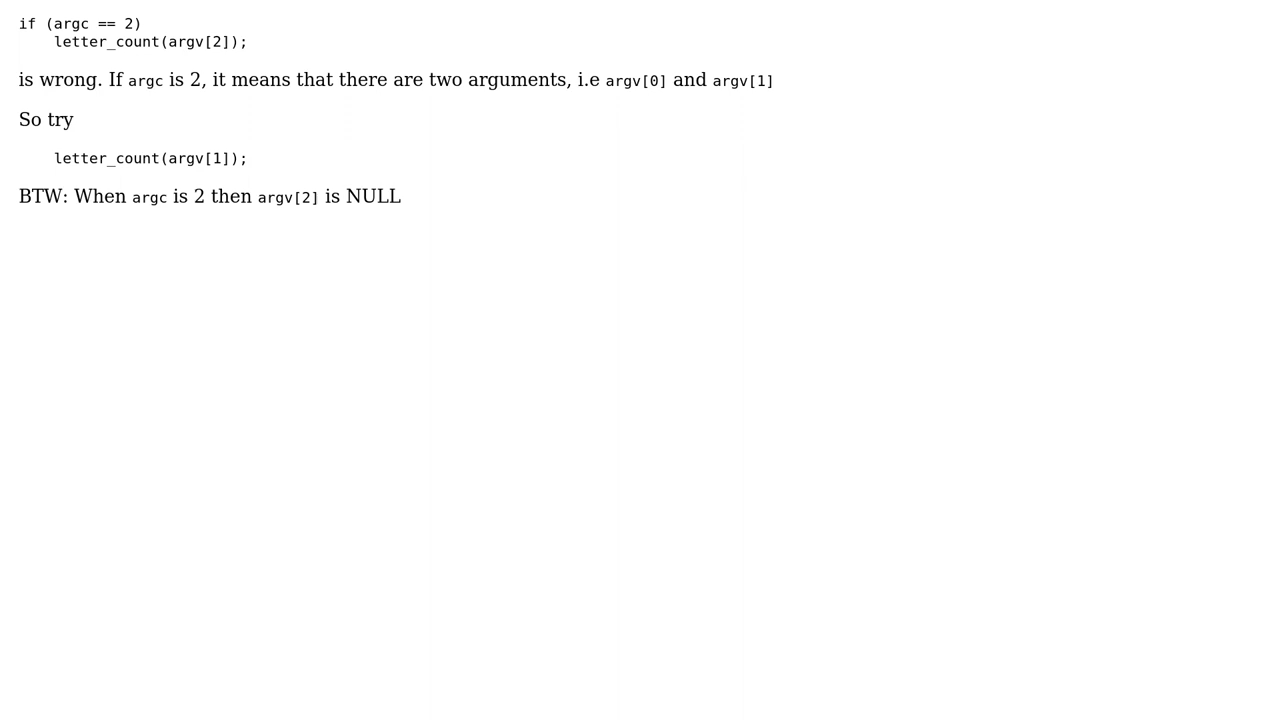 if (argc == 2)
    letter_count(argv[2]);
is wrong. If argc is 2, it means that there are two arguments, i.e argv[0] and argv[1]
So try
    letter_count(argv[1]);
BTW: When argc is 2 then argv[2] is NULL